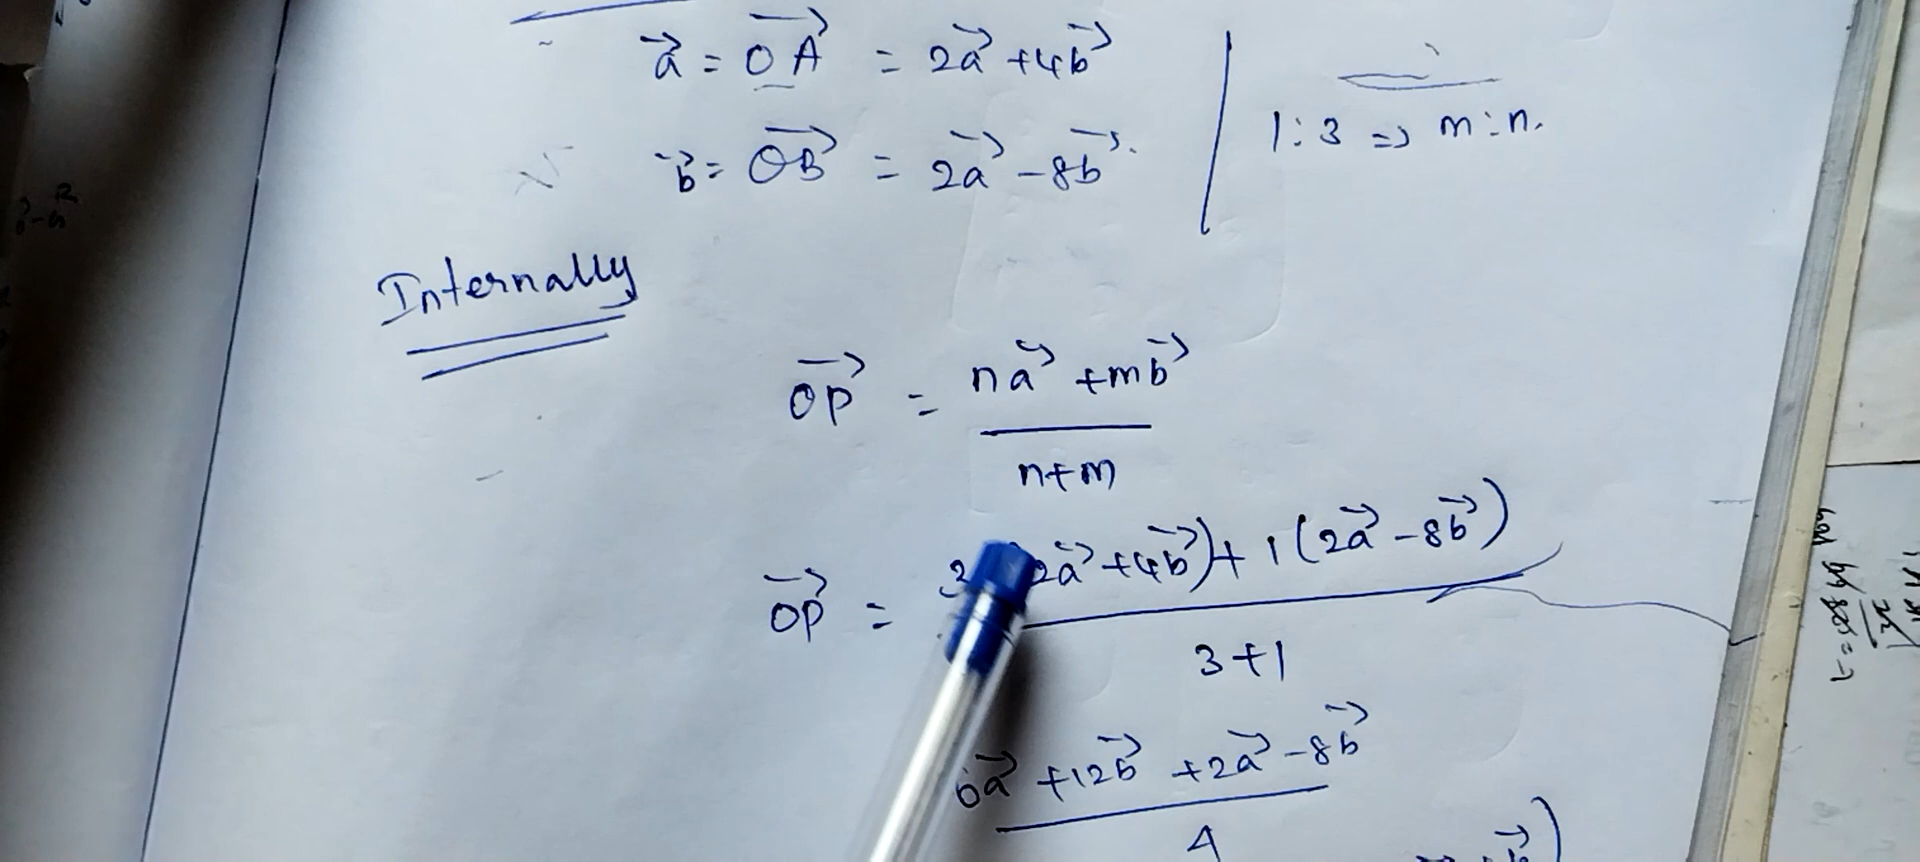 a⃗ = OA⃗ = 2a⃗ + 4b⃗
1:3 => m:n.
b⃗ = OB⃗ = 2a⃗ - 8b⃗.
Internally
OP⃗ = na⃗ + mb⃗
n+m
OP⃗ = 3 2a⃗ + 4b⃗) + 1(2a⃗ - 8b⃗)
3+1
6a⃗ + 12b⃗ + 2a⃗ - 8b⃗
4
b⃗)